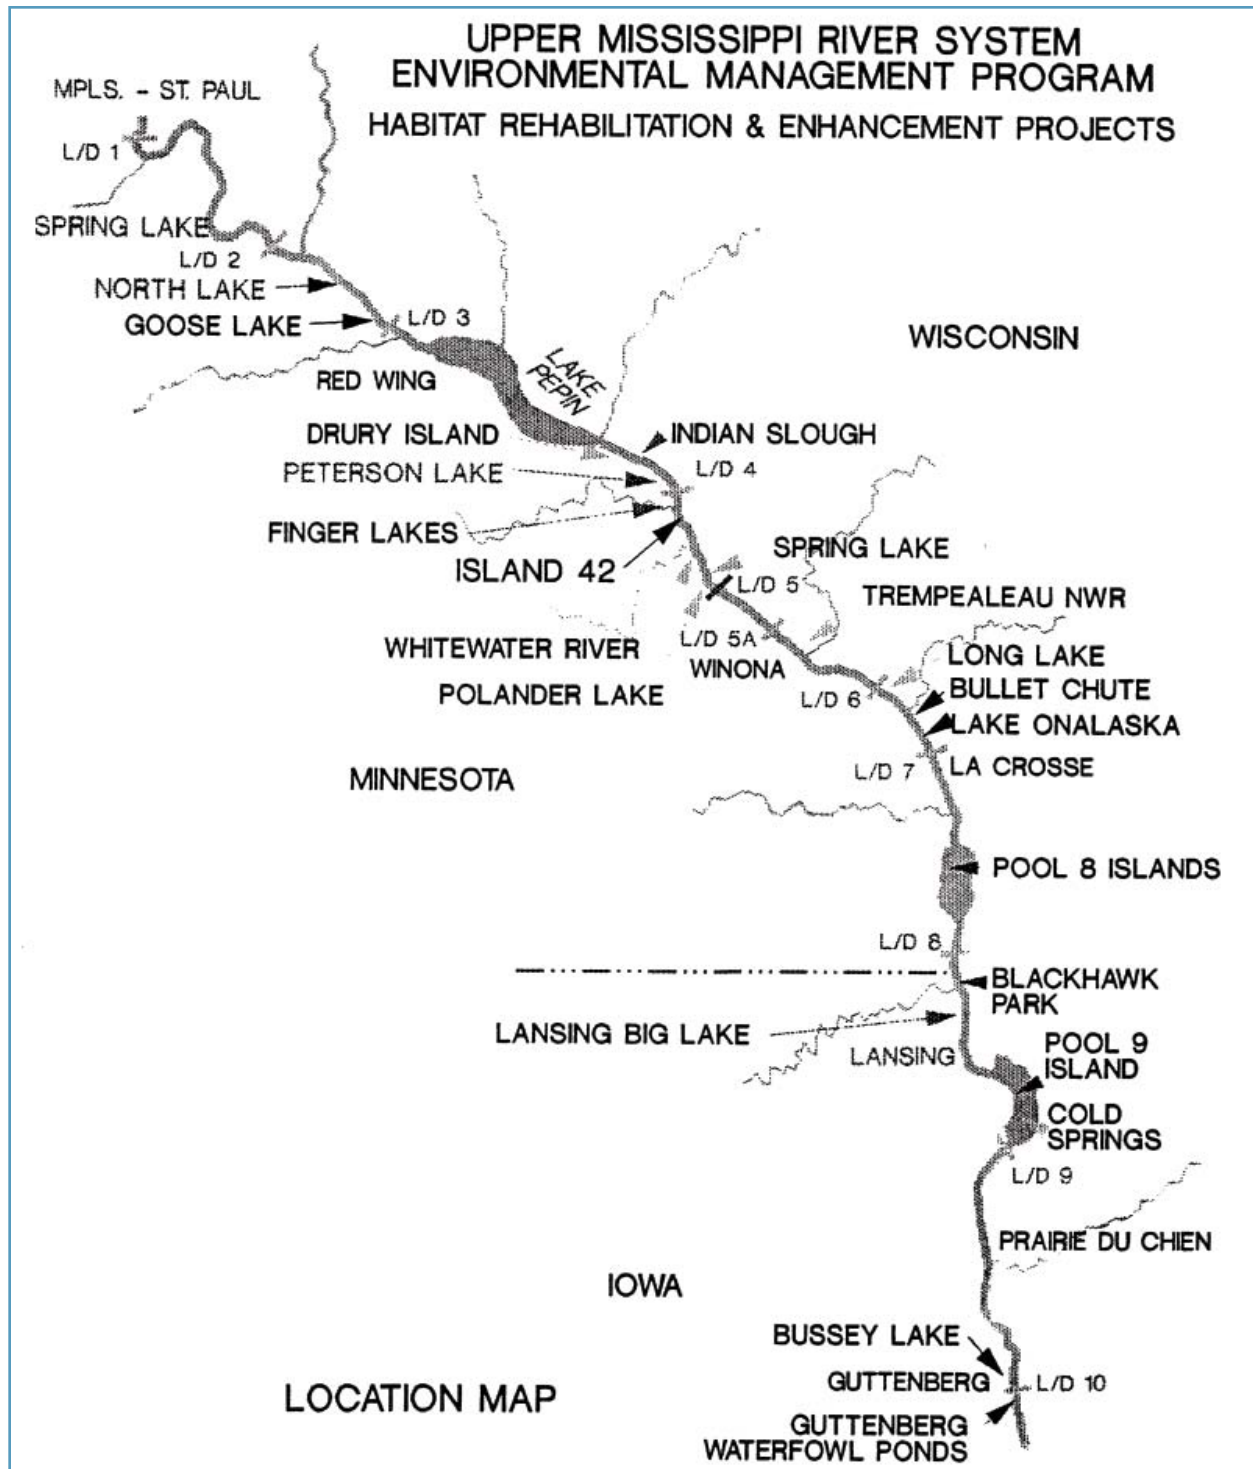 UPPER MISSISSIPPI RIVER SYSTEM
ENVIRONMENTAL MANAGEMENT PROGRAM
HABITAT REHABILITATION & ENHANCEMENT PROJECTS
MPLS. - ST. PAUL
L/D 1
SPRING LAKE
L/D 2
NORTH LAKE
GOOSE LAKE
L/D 3
WISCONSIN
RED WING
LAKE
PEPIN
DRURY ISLAND
INDIAN SLOUGH
PETERSON LAKE
L/D 4
FINGER LAKES
ISLAND 42
SPRING LAKE
L/D 5
TREMPEALEAU NWR
WHITEWATER RIVER
L/D 5A
WINONA
LONG LAKE
POLANDER LAKE
L/D 6
BULLET CHUTE
LAKE ONALASKA
MINNESOTA
L/D 7
LA CROSSE
POOL 8 ISLANDS
L/D 8
BLACKHAWK
PARK
LANSING BIG LAKE
LANSING
POOL 9
ISLAND
COLD
SPRINGS
L/D 9
PRAIRIE DU CHIEN
IOWA
BUSSEY LAKE
GUTTENBERG
L/D 10
LOCATION MAP
GUTTENBERG
WATERFOWL PONDS